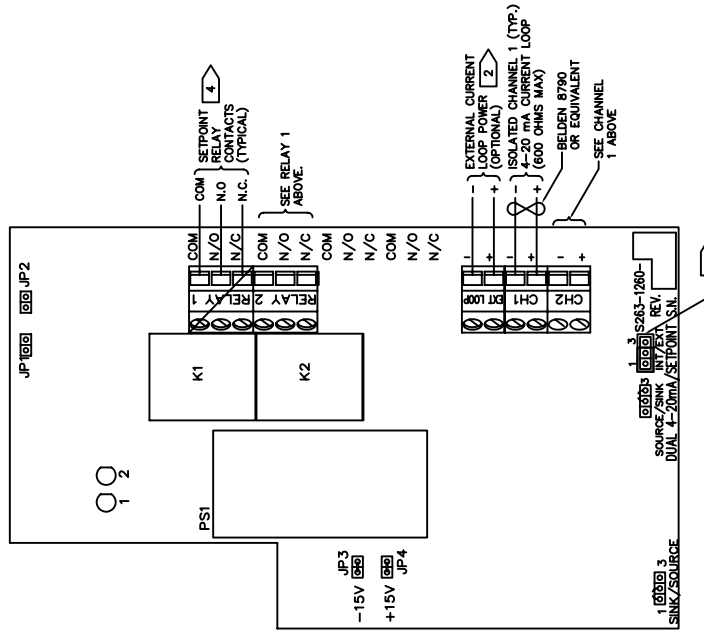 JP1
JP2
1
2
COM
N.O
N.C.
SETPOINT
RELAY
CONTACTS
(TYPICAL)
4
COM
N/O
N/C
COM
N/O
N/C
COM
N/O
N/C
COM
N/O
N/C
SEE RELAY 1
ABOVE.
RELAY 1
RELAY 2
K1
K2
PS1
JP3
-15V
+15V
JP4
-
+
-
+
-
+
EXT LOOP
CH1
CH2
-
+
EXTERNAL CURRENT
LOOP POWER
(OPTIONAL)
2
-
+
ISOLATED CHANNEL 1 (TYP.)
4-20 mA CURRENT LOOP
(600 OHMS MAX)
BELDEN 8790
OR EQUIVALENT
SEE CHANNEL
1 ABOVE
1
3
SINK/SOURCE
3
SOURCE/SINK
1
3
INT/EXT.
S263-1260-
REV.
DUAL 4-20mA/SETPOINT S.N.